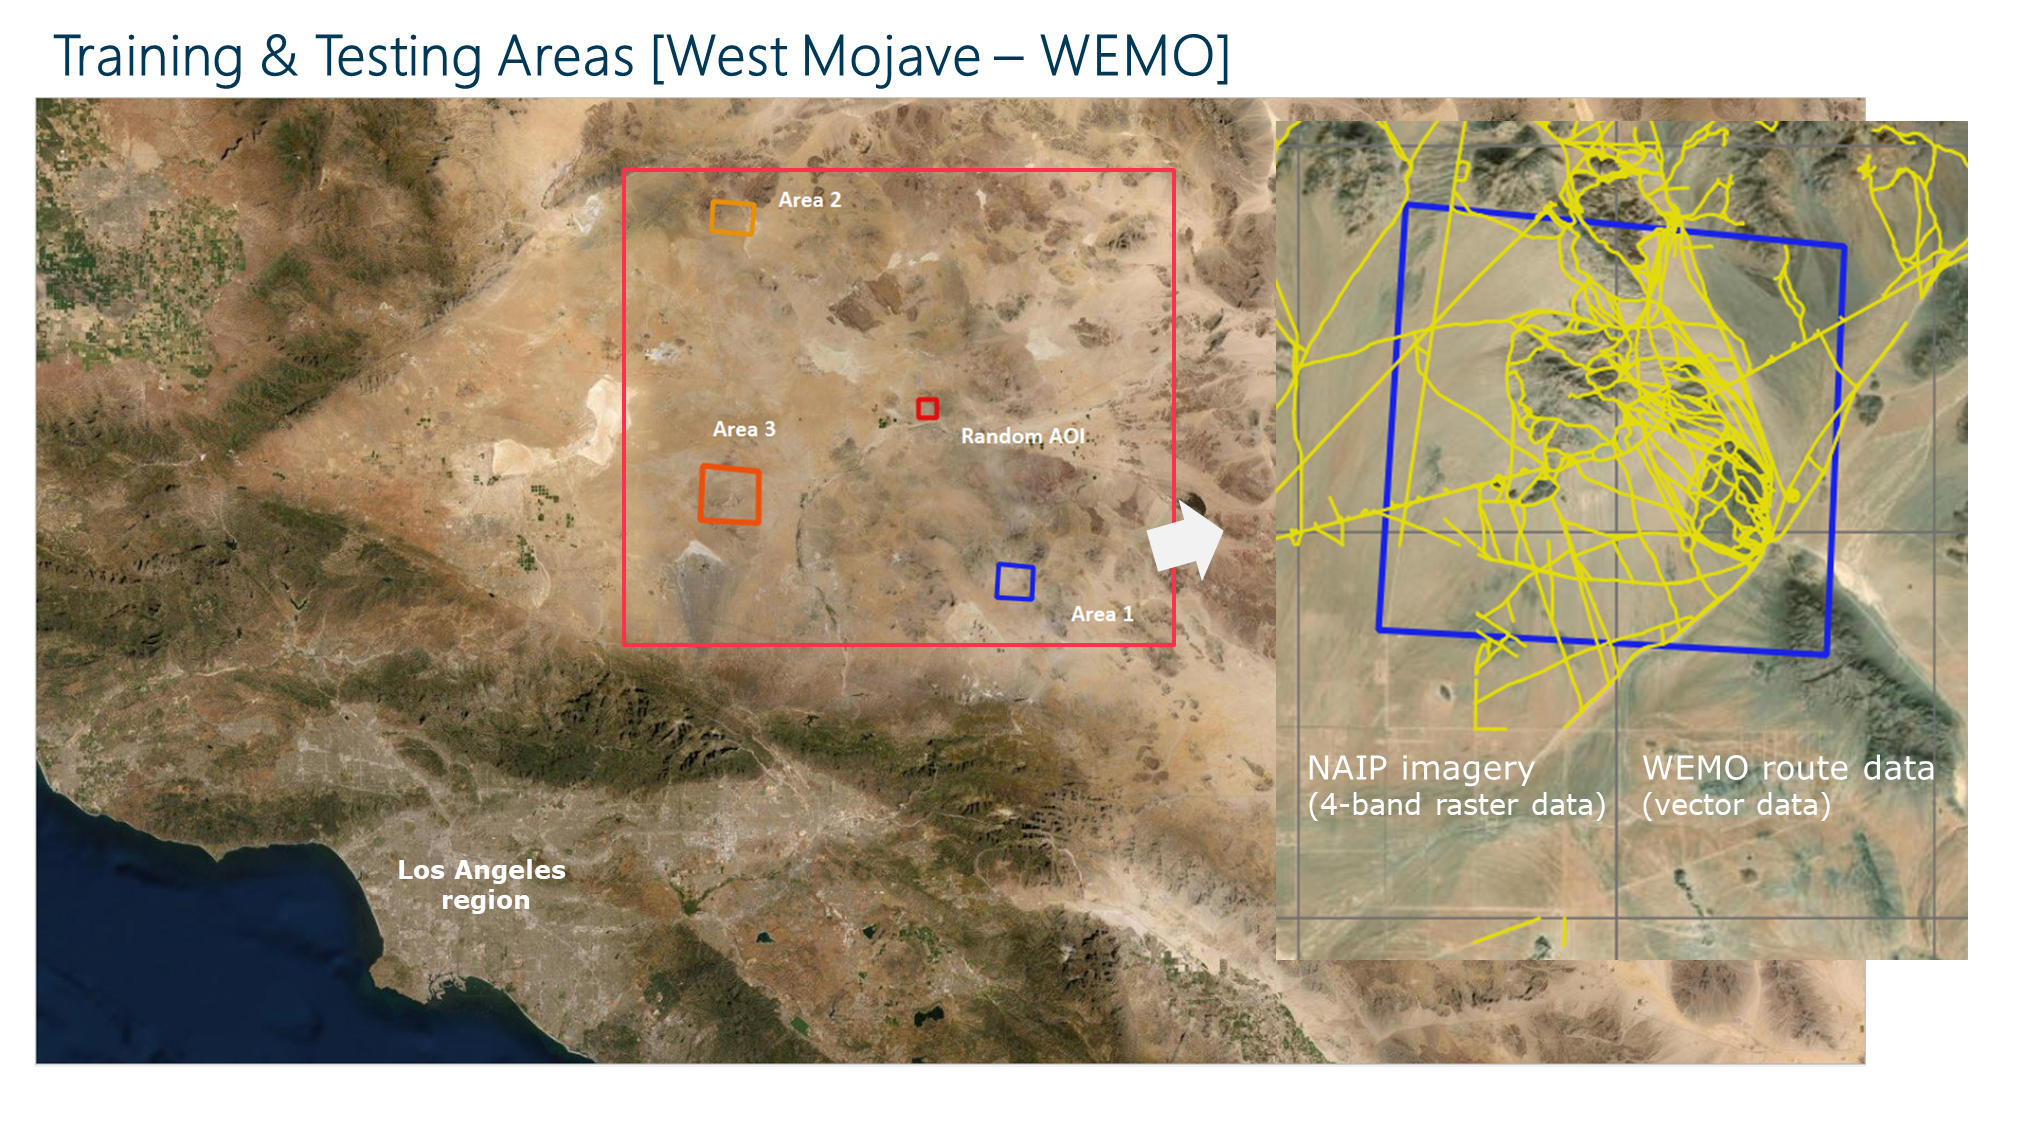 Training & Testing Areas [West Mojave – WEMO]
Area 2
Area 3
Random AOI
Area 1
NAIP imagery
(4-band raster data)
WEMO route data
(vector data)
Los Angeles
region